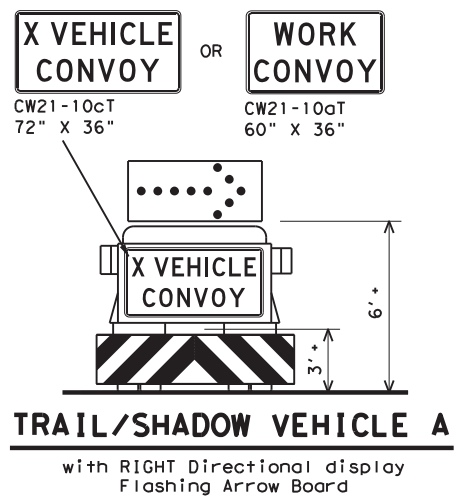 X VEHICLE
CONVOY
OR
WORK
CONVOY
CW21-10cT
72" X 36"
CW21-10aT
60" X 36"
X VEHICLE
CONVOY
6' +
3' +
TRAIL/SHADOW VEHICLE A
with RIGHT Directional display
Flashing Arrow Board